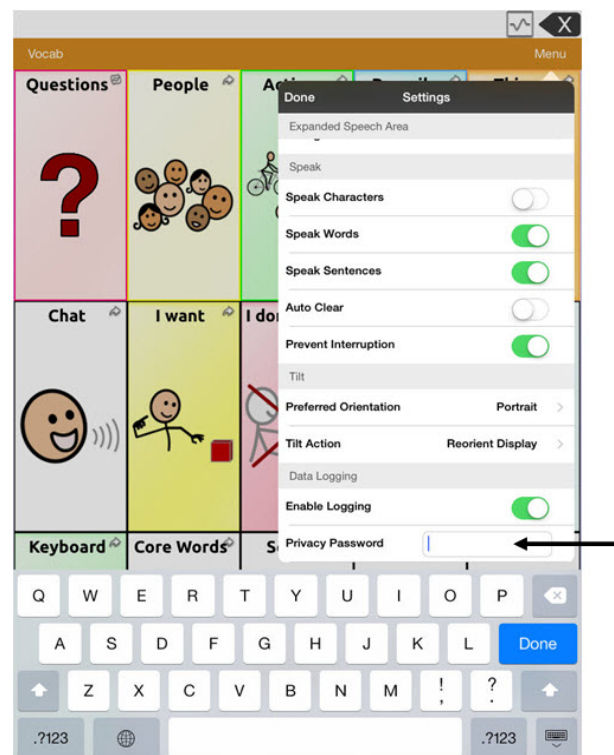 X
Vocab Menu
Questions People
Done Settings
Expanded Speech Area
Speak
Speak Characters
Speak Words
Speak Sentences
Auto Clear
Prevent Interruption
Tilt
Preferred Orientation Portrait
Tilt Action Reorient Display
Data Logging
Enable Logging
Privacy Password
Chat I want I do
Keyboard Core Words
Q W E R T Y U I O P
A S D F G H J K L Done
Z X C V B N M ! , ? .
.?123 .?123